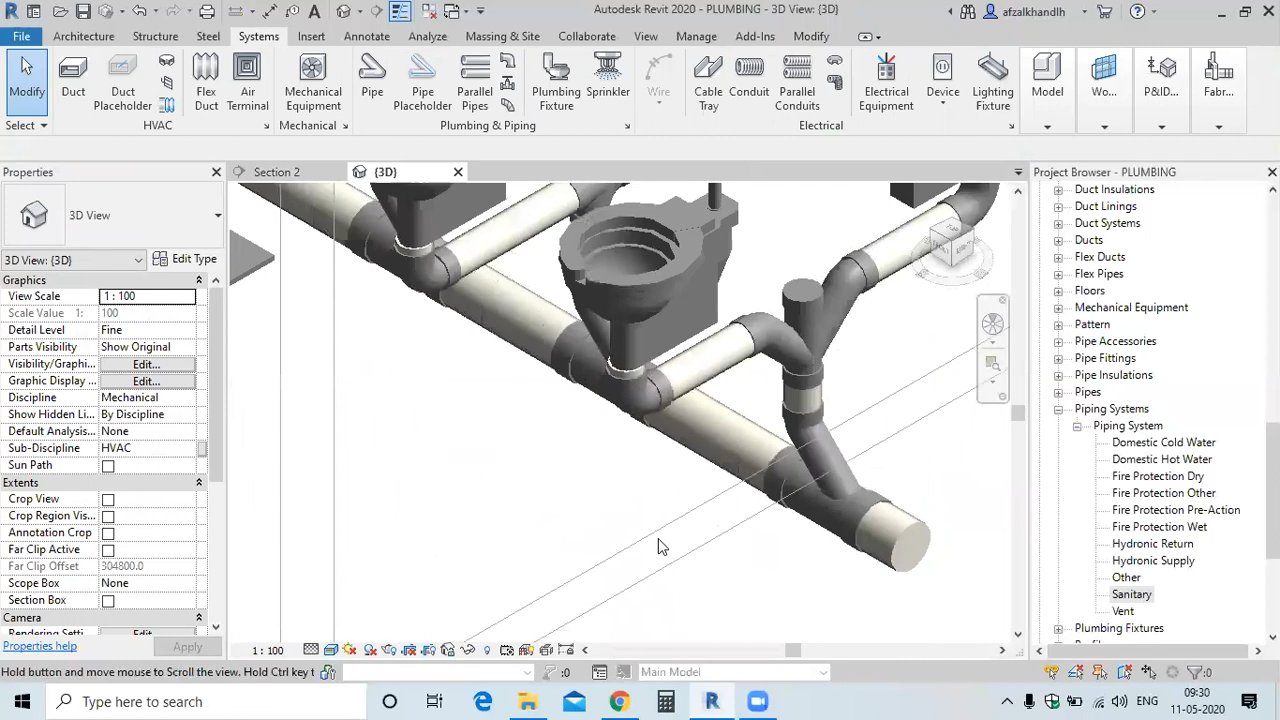 Autodesk Revit 2020 - PLUMBING - 3D View: {3D}
afzalkhandlh
File Architecture Structure Steel Systems Insert Annotate Analyze Massing & Site Collaborate View Manage Add-Ins Modify
Modify
Duct
Duct Placeholder
Flex Duct
Air Terminal
Mechanical Equipment
Pipe
Pipe Placeholder
Parallel Pipes
Plumbing Fixture
Sprinkler
Wire
Cable Tray
Conduit
Parallel Conduits
Electrical Equipment
Device
Lighting Fixture
Model
Wo...
P&ID...
Fabr...
Select HVAC Mechanical Plumbing & Piping Electrical
Properties
Section 2 {3D}
Project Browser - PLUMBING
3D View
3D View: {3D} Edit Type
Graphics
View Scale 1 : 100
Scale Value 1: 100
Detail Level Fine
Parts Visibility Show Original
Visibility/Graphi... Edit...
Graphic Display ... Edit...
Discipline Mechanical
Show Hidden Li... By Discipline
Default Analysis... None
Sub-Discipline HVAC
Sun Path
Extents
Crop View
Crop Region Vis...
Annotation Crop
Far Clip Active
Far Clip Offset 304800.0
Scope Box None
Section Box
Camera
Rendering Setti... Edit...
Properties help Apply
TOP
Duct Insulations
Duct Linings
Duct Systems
Ducts
Flex Ducts
Flex Pipes
Floors
Mechanical Equipment
Pattern
Pipe Accessories
Pipe Fittings
Pipe Insulations
Pipes
Piping Systems
Piping System
Domestic Cold Water
Domestic Hot Water
Fire Protection Dry
Fire Protection Other
Fire Protection Pre-Action
Fire Protection Wet
Hydronic Return
Hydronic Supply
Other
Sanitary
Vent
Plumbing Fixtures
1 : 100
Hold button and move mouse to Scroll the view. Hold Ctrl key t
:0 Main Model :0
Type here to search
ENG
09:30
11-05-2020